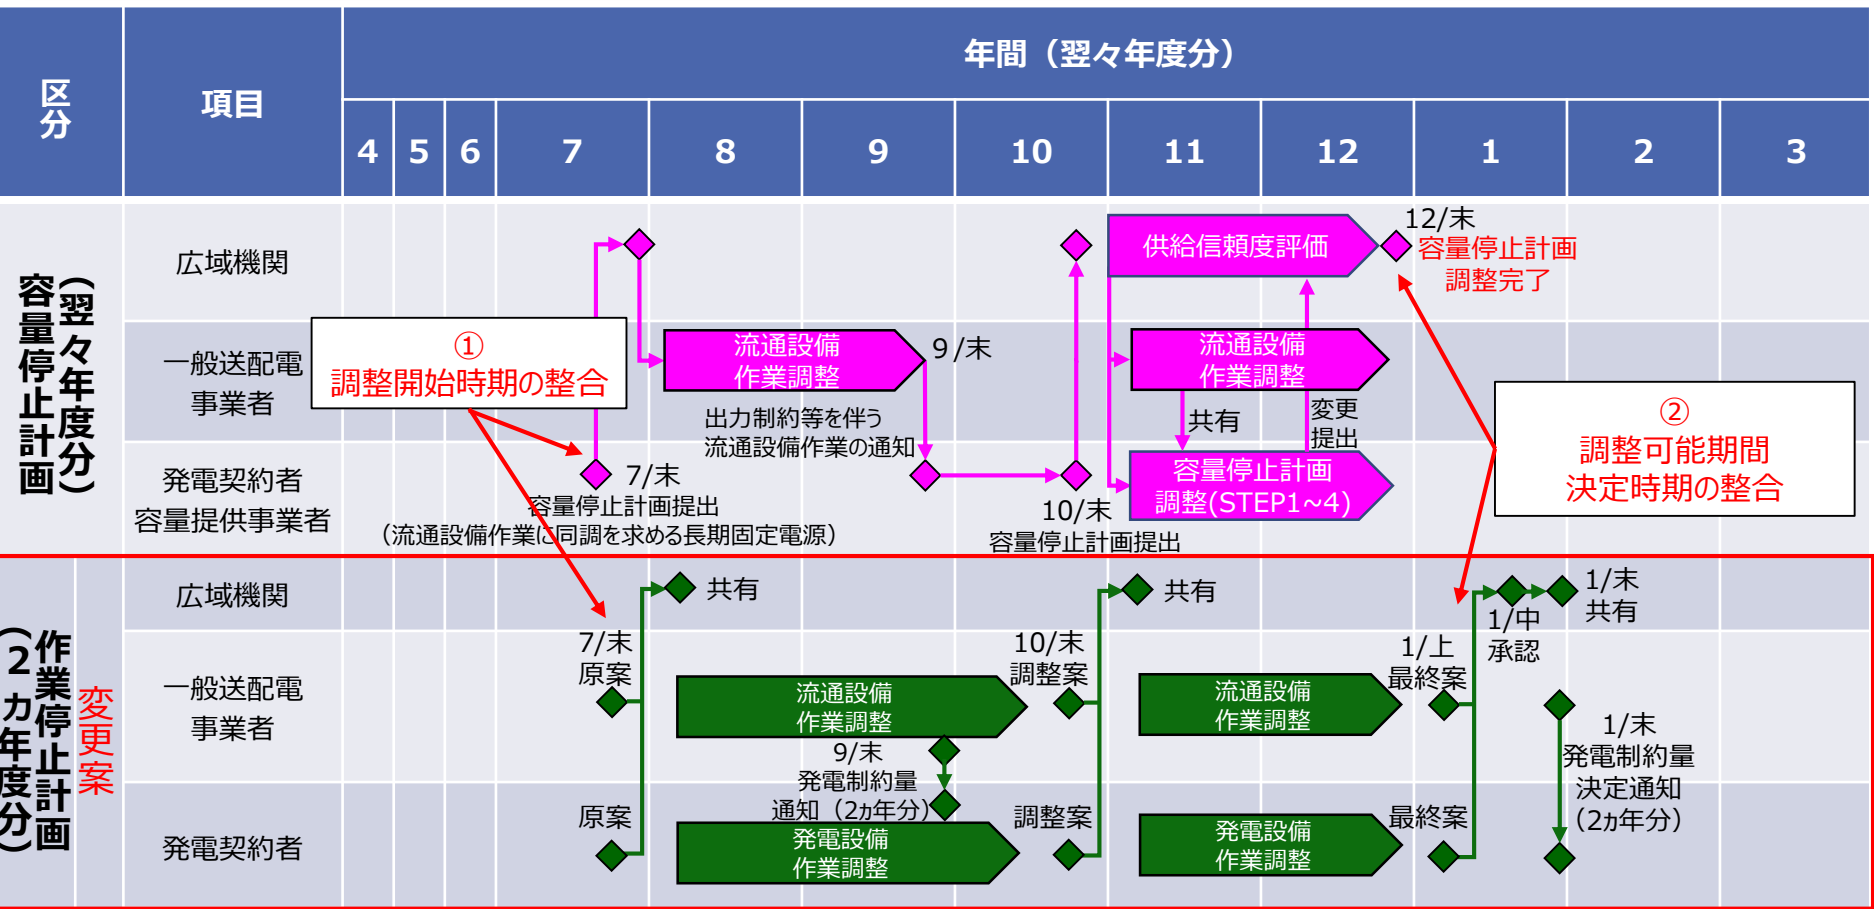 区分
項目
年間（翌々年度分）
4 5 6 7 8 9 10 11 12 1 2 3
容量停止計画
（翌々年度分）
広域機関
供給信頼度評価
12/末
容量停止計画
調整完了
一般送配電
事業者
①
調整開始時期の整合
流通設備
作業調整
9/末
流通設備
作業調整
出力制約等を伴う
流通設備作業の通知
共有
変更
提出
②
調整可能期間
決定時期の整合
発電契約者
容量提供事業者
7/末
容量停止計画提出
（流通設備作業に同調を求める長期固定電源）
10/末
容量停止計画提出
容量停止計画
調整(STEP1~4)
作業停止計画
（２カ年度分）
変更案
広域機関
共有
共有
1/中
承認
1/末
共有
一般送配電
事業者
7/末
原案
流通設備
作業調整
10/末
調整案
流通設備
作業調整
1/上
最終案
9/末
発電制約量
通知（2ヵ年分）
1/末
発電制約量
決定通知
（2ヵ年分）
発電契約者
原案
発電設備
作業調整
調整案
発電設備
作業調整
最終案